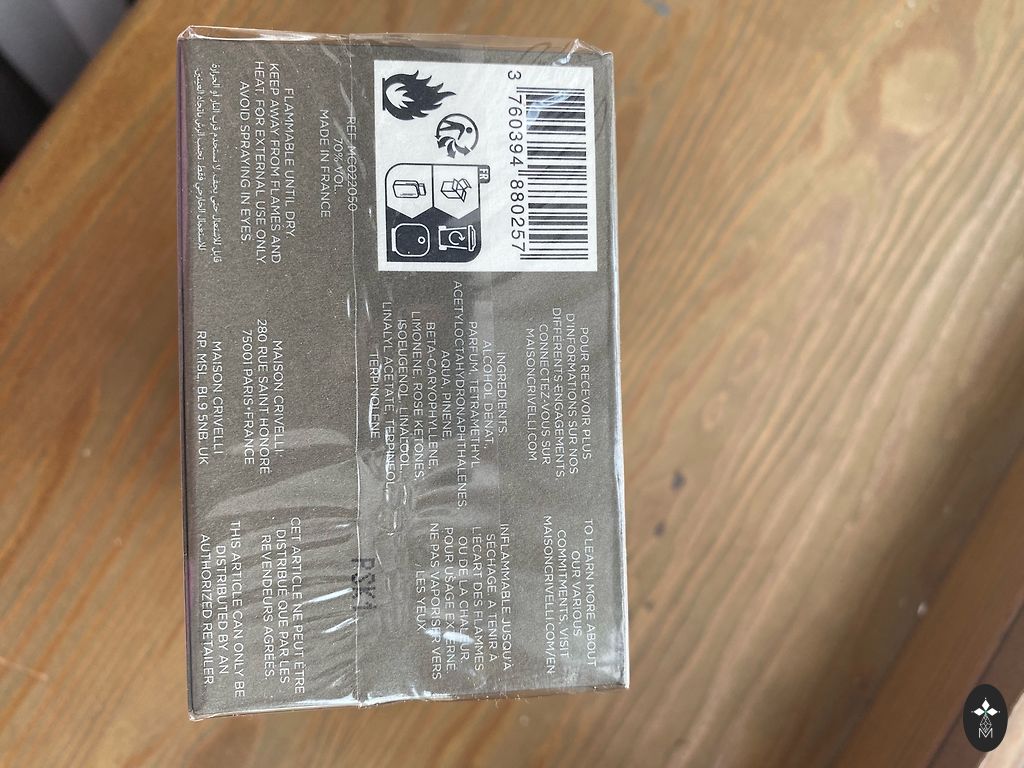 3 760394 880257
FR
REF. MC022050
70% VOL
MADE IN FRANCE
FLAMMABLE UNTIL DRY
KEEP AWAY FROM FLAMES AND
HEAT. FOR EXTERNAL USE ONLY.
AVOID SPRAYING IN EYES
POUR RECEVOIR PLUS
D'INFORMATIONS SUR NOS
DIFFÉRENTS ENGAGEMENTS,
CONNECTEZ-VOUS SUR
MAISONCRIVELLI.COM
INGREDIENTS:
ALCOHOL DENAT.,
PARFUM, TETRAMETHYL
ACETYLOCTAHYDRONAPHTHALENES,
AQUA, PINENE,
BETA-CARYOPHYLLENE,
LIMONENE, ROSE KETONES,
ISOEUGENOL, LINALOOL,
LINALYL ACETATE, TERPINEOL,
TERPINOLENE
MAISON CRIVELLI
280 RUE SAINT HONORÉ
75001 PARIS•FRANCE
MAISON CRIVELLI
RP MSL, BL9 5NB, UK
TO LEARN MORE ABOUT
OUR VARIOUS
COMMITMENTS, VISIT
MAISONCRIVELLI.COM/EN
INFLAMMABLE JUSQU'À
SÉCHAGE. À TENIR À
L'ÉCART DES FLAMMES
OU DE LA CHALEUR.
POUR USAGE EXTERNE.
NE PAS VAPORISER VERS
LES YEUX
CET ARTICLE NE PEUT ÊTRE
DISTRIBUÉ QUE PAR LES
REVENDEURS AGRÉÉS.
THIS ARTICLE CAN ONLY BE
DISTRIBUTED BY AN
AUTHORIZED RETAILER
M